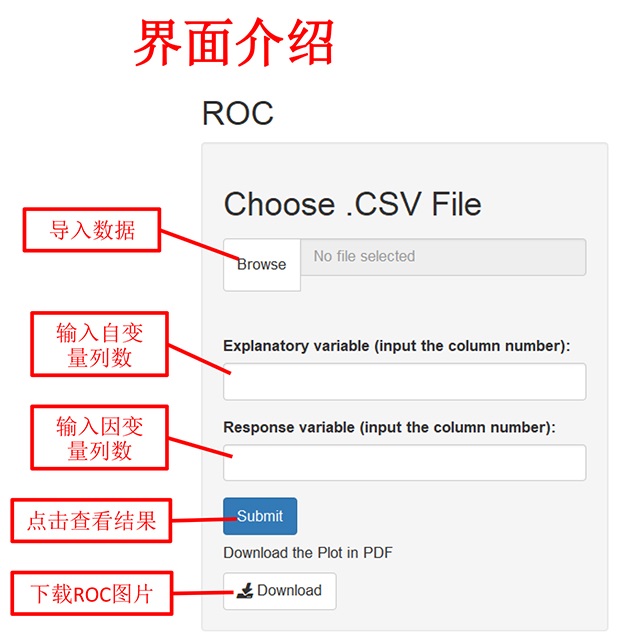 界面介绍
ROC
Choose .CSV File
导入数据
Browse
No file selected
输入自变
量列数
Explanatory variable (input the column number):
输入因变
量列数
Response variable (input the column number):
点击查看结果
Submit
Download the Plot in PDF
下载ROC图片
Download